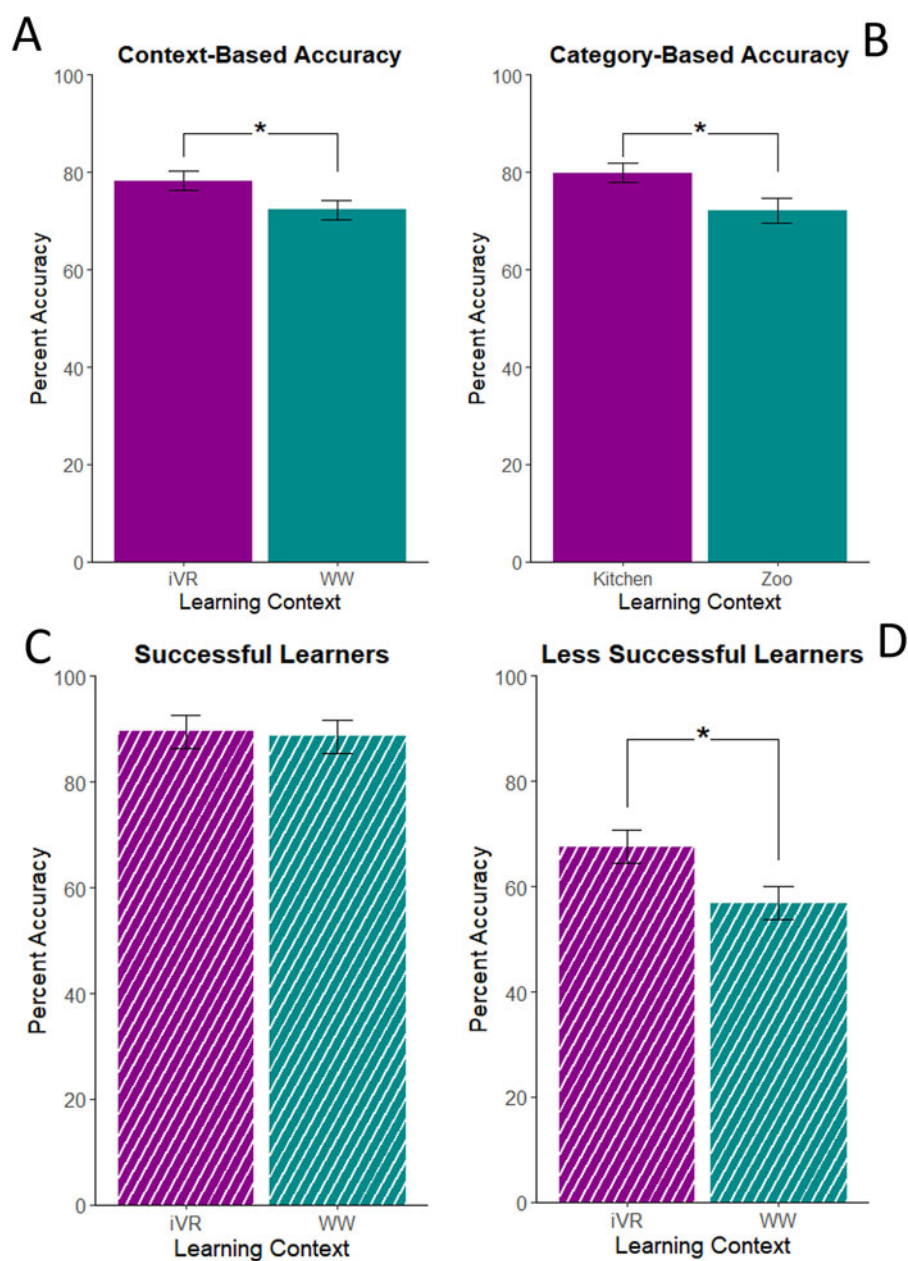 A
Context-Based Accuracy
100
80
60
40
20
0
Percent Accuracy
*
iVR
WW
Learning Context
B
Category-Based Accuracy
100
80
60
40
20
0
Percent Accuracy
*
Kitchen
Zoo
Learning Context
C
Successful Learners
100
80
60
40
20
0
Percent Accuracy
iVR
WW
Learning Context
D
Less Successful Learners
100
80
60
40
20
0
Percent Accuracy
*
iVR
WW
Learning Context